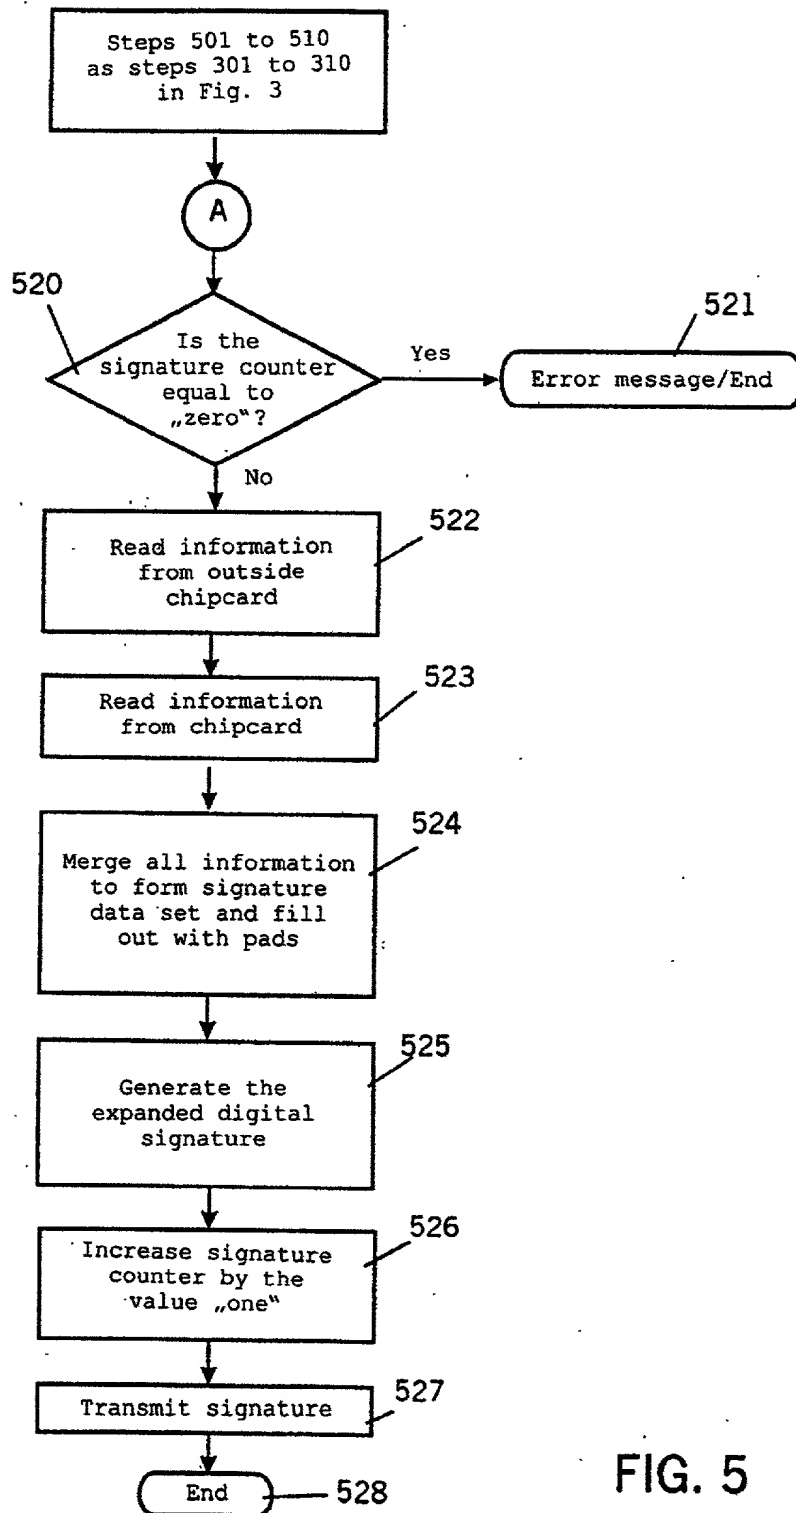 Steps 501 to 510
as steps 301 to 310
in Fig. 3
A
520
Is the
signature counter
equal to
„zero“?
Yes
521
Error message/End
No
522
Read information
from outside
chipcard
523
Read information
from chipcard
524
Merge all information
to form signature
data set and fill
out with pads
525
Generate the
expanded digital
signature
526
Increase signature
counter by the
value „one“
527
Transmit signature
End
528
FIG. 5